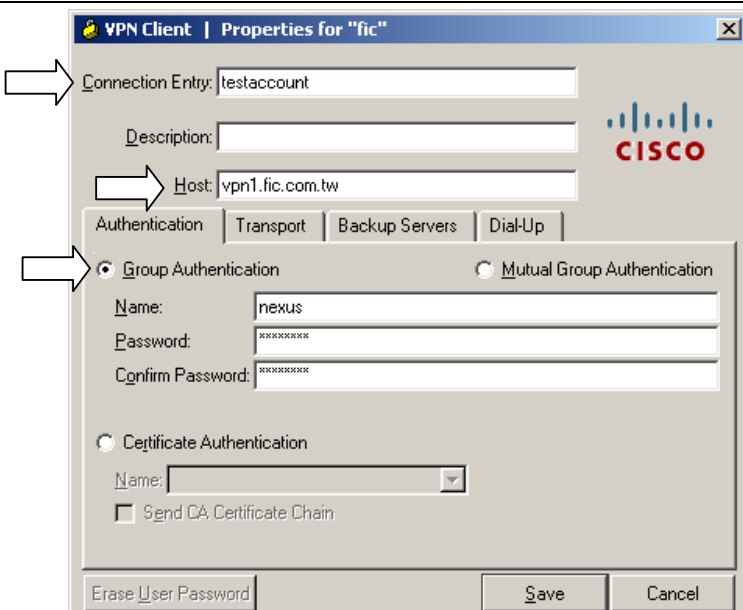 VPN Client | Properties for "fic"
Connection Entry: testaccount
Description:
CISCO
Host: vpn1.fic.com.tw
Authentication Transport Backup Servers Dial-Up
Group Authentication Mutual Group Authentication
Name: nexus
Password: ********
Confirm Password: ********
Certificate Authentication
Name:
Send CA Certificate Chain
Erase User Password Save Cancel